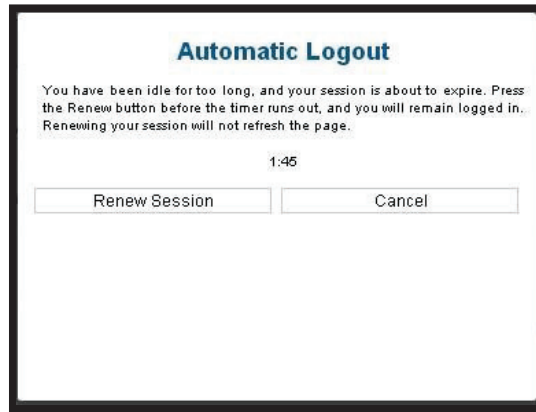 Automatic Logout
You have been idle for too long, and your session is about to expire. Press
the Renew button before the timer runs out, and you will remain logged in.
Renewing your session will not refresh the page.
1:45
Renew Session
Cancel